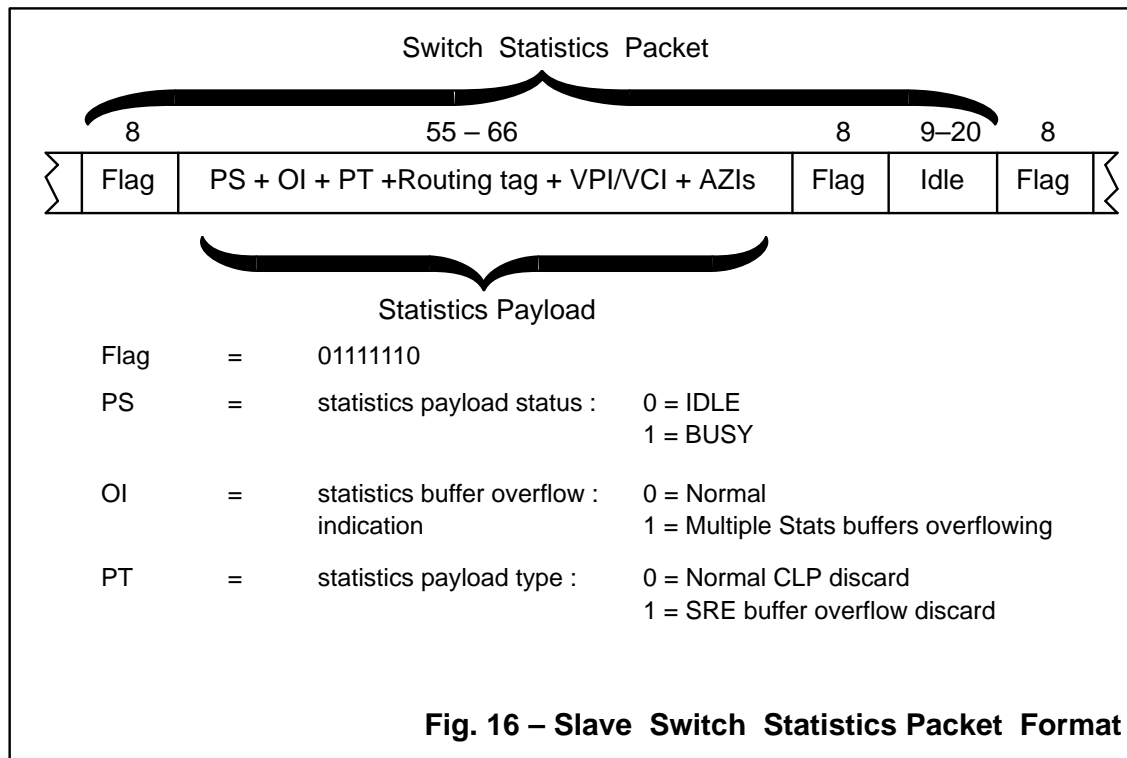 Switch Statistics Packet
8 55 – 66 8 9–20 8
Flag PS + OI + PT +Routing tag + VPI/VCI + AZIs Flag Idle Flag
Statistics Payload
Flag = 01111110
PS = statistics payload status : 0 = IDLE
1 = BUSY
OI = statistics buffer overflow : 0 = Normal
indication 1 = Multiple Stats buffers overflowing
PT = statistics payload type : 0 = Normal CLP discard
1 = SRE buffer overflow discard
Fig. 16 – Slave Switch Statistics Packet Format